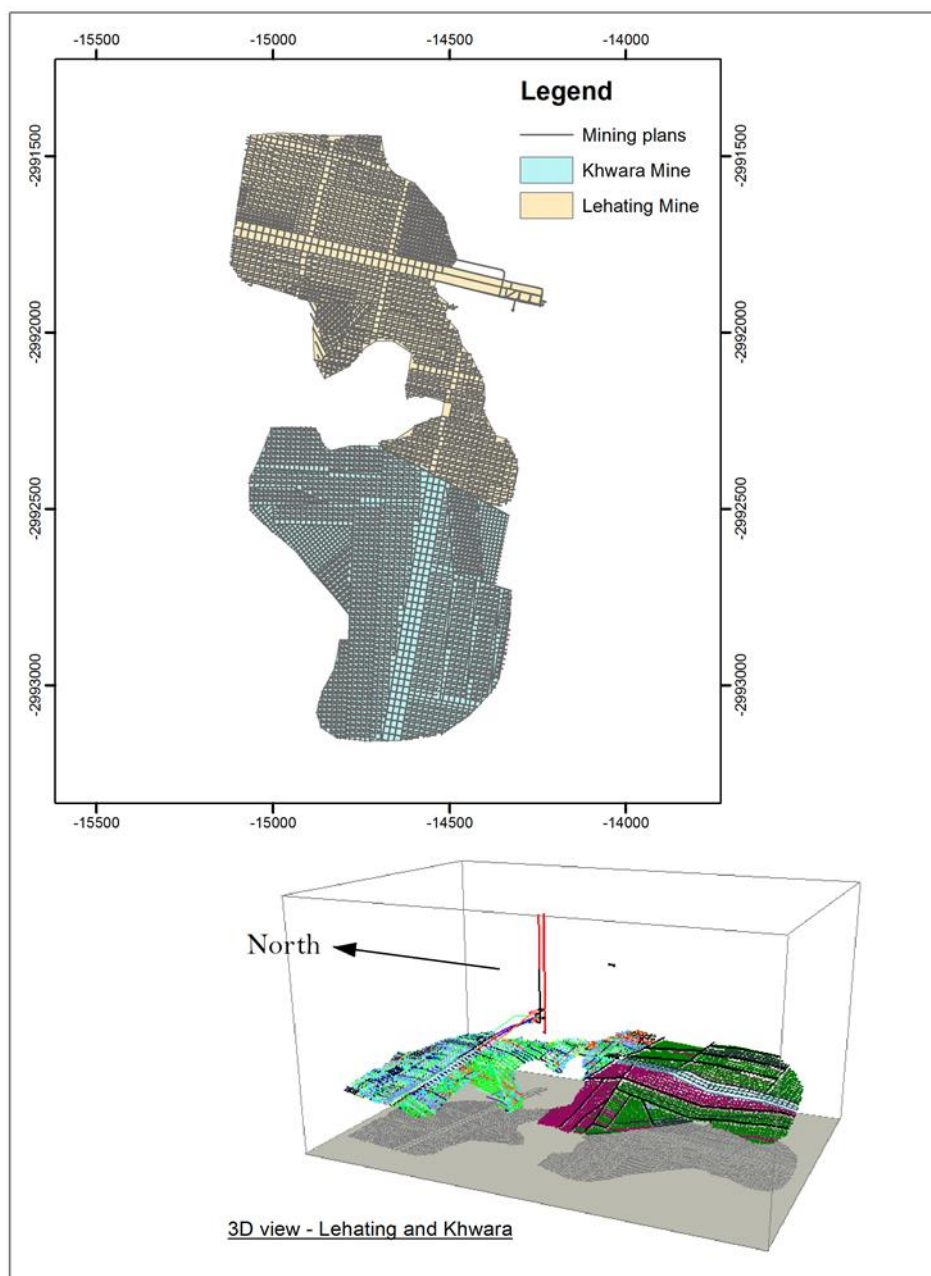 -15500 -15000 -14500 -14000
Legend
Mining plans
Khwara Mine
Lehating Mine
-2991500
-2991500
-2992000
-2992000
-2992500
-2992500
-2993000
-2993000
-15500 -15000 -14500 -14000
North
3D view - Lehating and Khwara